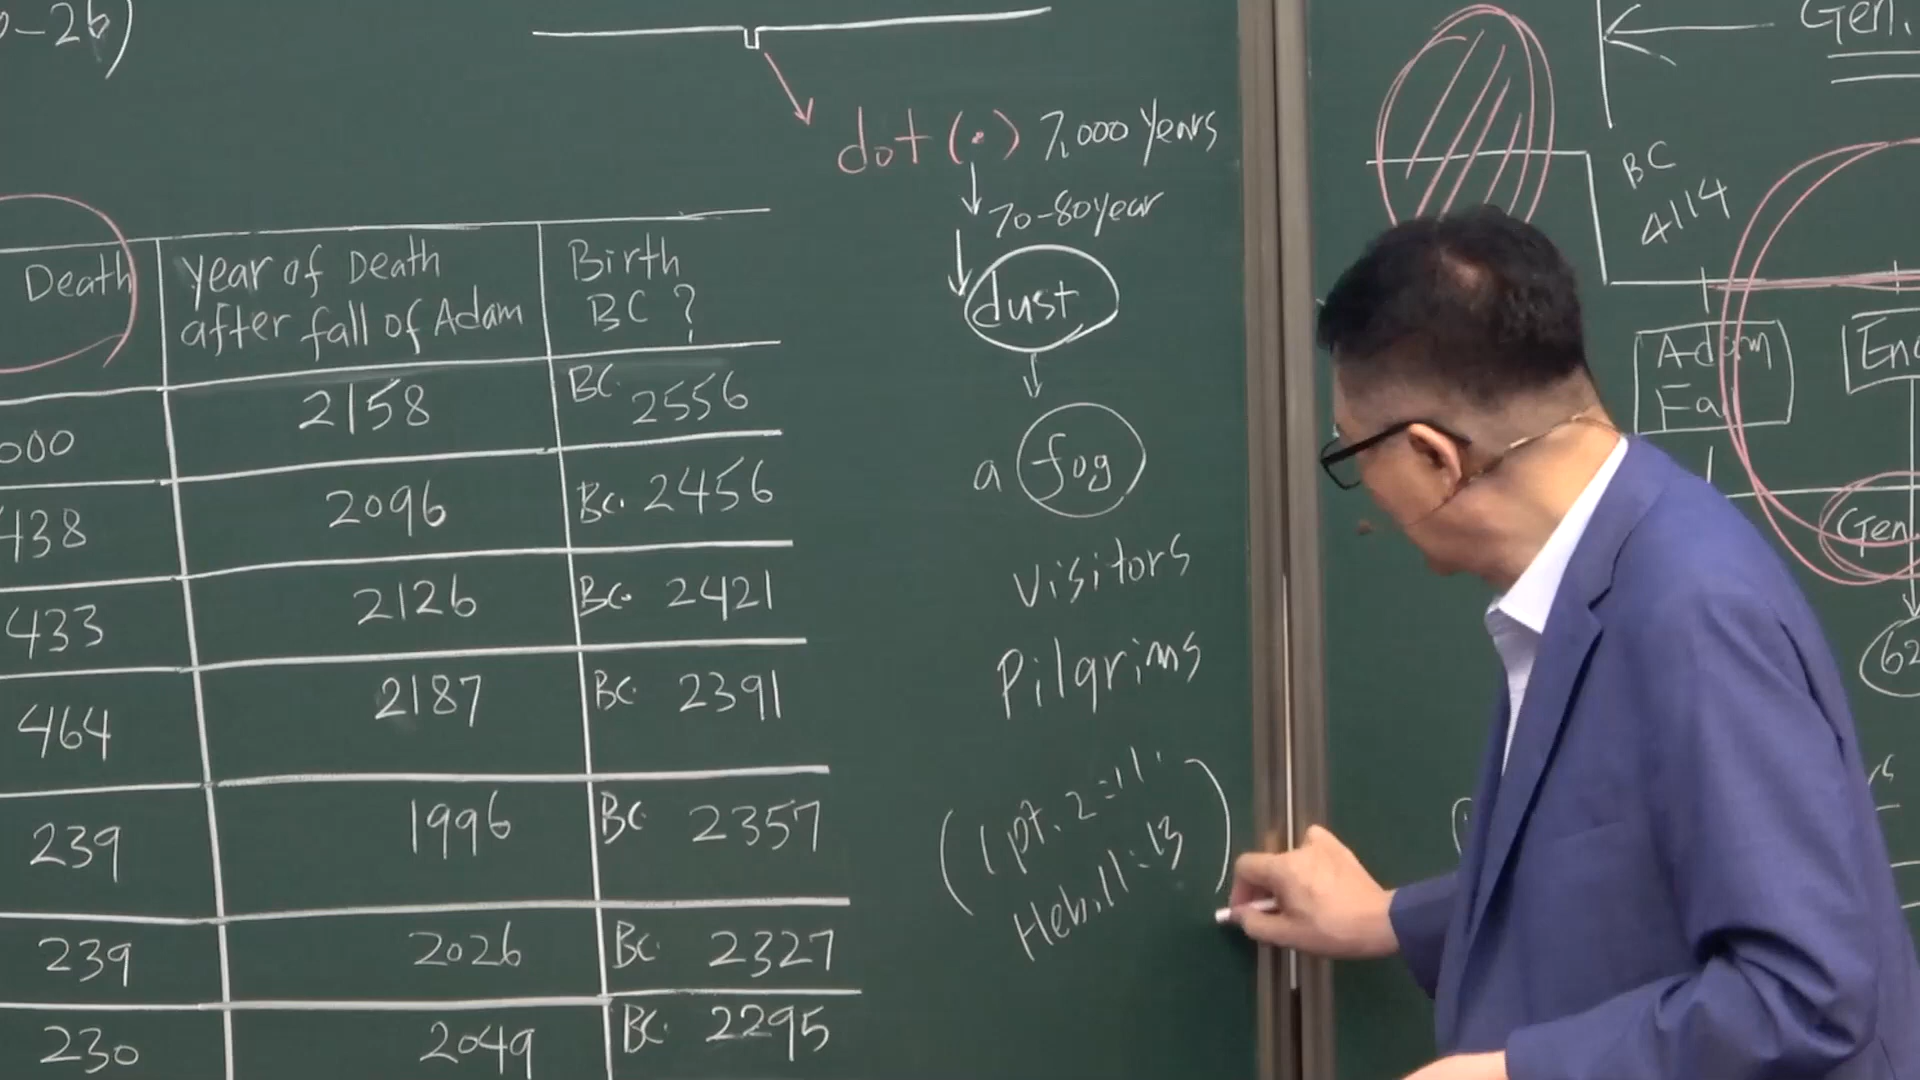 -26)
dot (•) 7,000 years
70-80year
dust
a fog
Visitors
Pilgrims
(1 pt. 2:11.
Heb. 11:13)
Death
year of Death
after fall of Adam
Birth
BC ?
000
2158
BC. 2556
438
2096
BC. 2456
433
2126
BC. 2421
464
2187
BC. 2391
239
1996
BC. 2357
239
2026
BC. 2327
230
2049
BC. 2295
Gen.
BC
4114
Adam
Fa
Eno
Gen
62